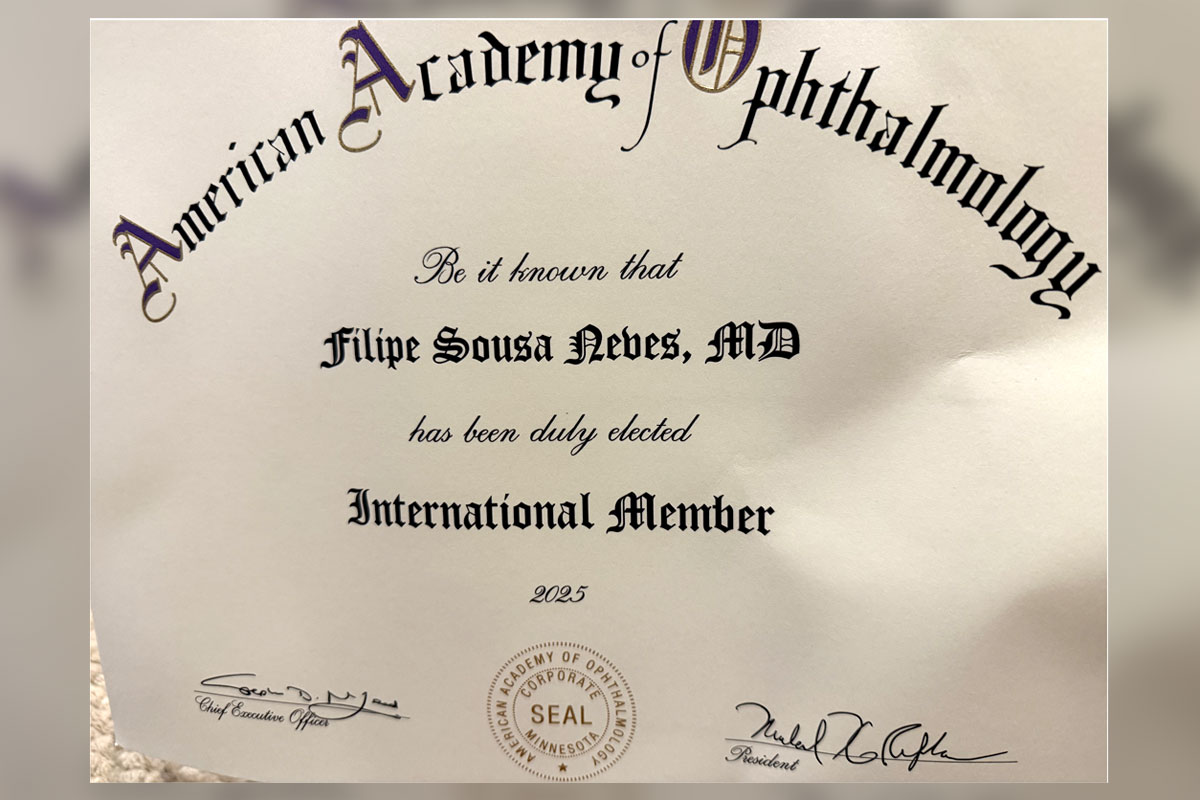 American Academy of Ophthalmology
Be it known that
Filipe Sousa Neves, MD
has been duly elected
International Member
2025
Chief Executive Officer
AMERICAN ACADEMY OF OPHTHALMOLOGY
CORPORATE
SEAL
MINNESOTA
President